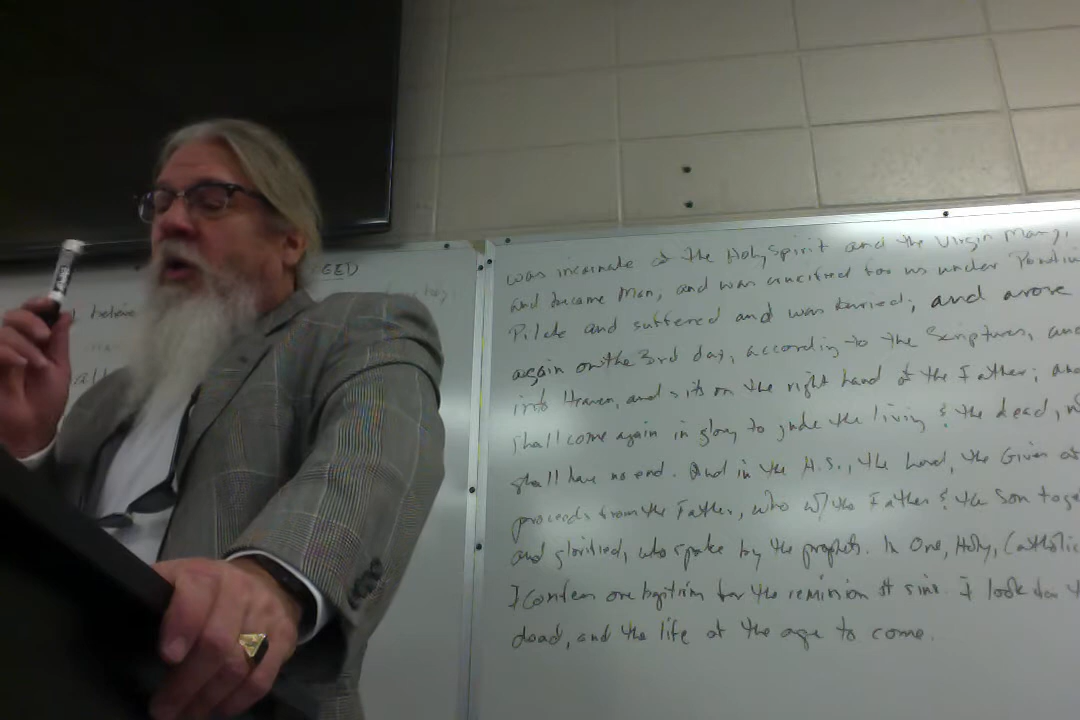 GED
I believe
was incarnate of the Holy Spirit and the Virgin Mary,
and became Man, and was crucified for us under Pontiu
Pilate and suffered and was buried; and arose
again on the 3rd day, according to the Scriptures, and
into Heaven, and sits on the right hand of the Father; and
shall come again in glory to jude the living & the dead,
shall have no end. And in the H.S., the Lord, the Giver of
proceeds from the Father, who w/ the Father & the Son toge
and glorified, who spoke by the prophets. In One, Holy, Catholic
I confess one baptism for the remission of sins. I look for
dead, and the life of the age to come.